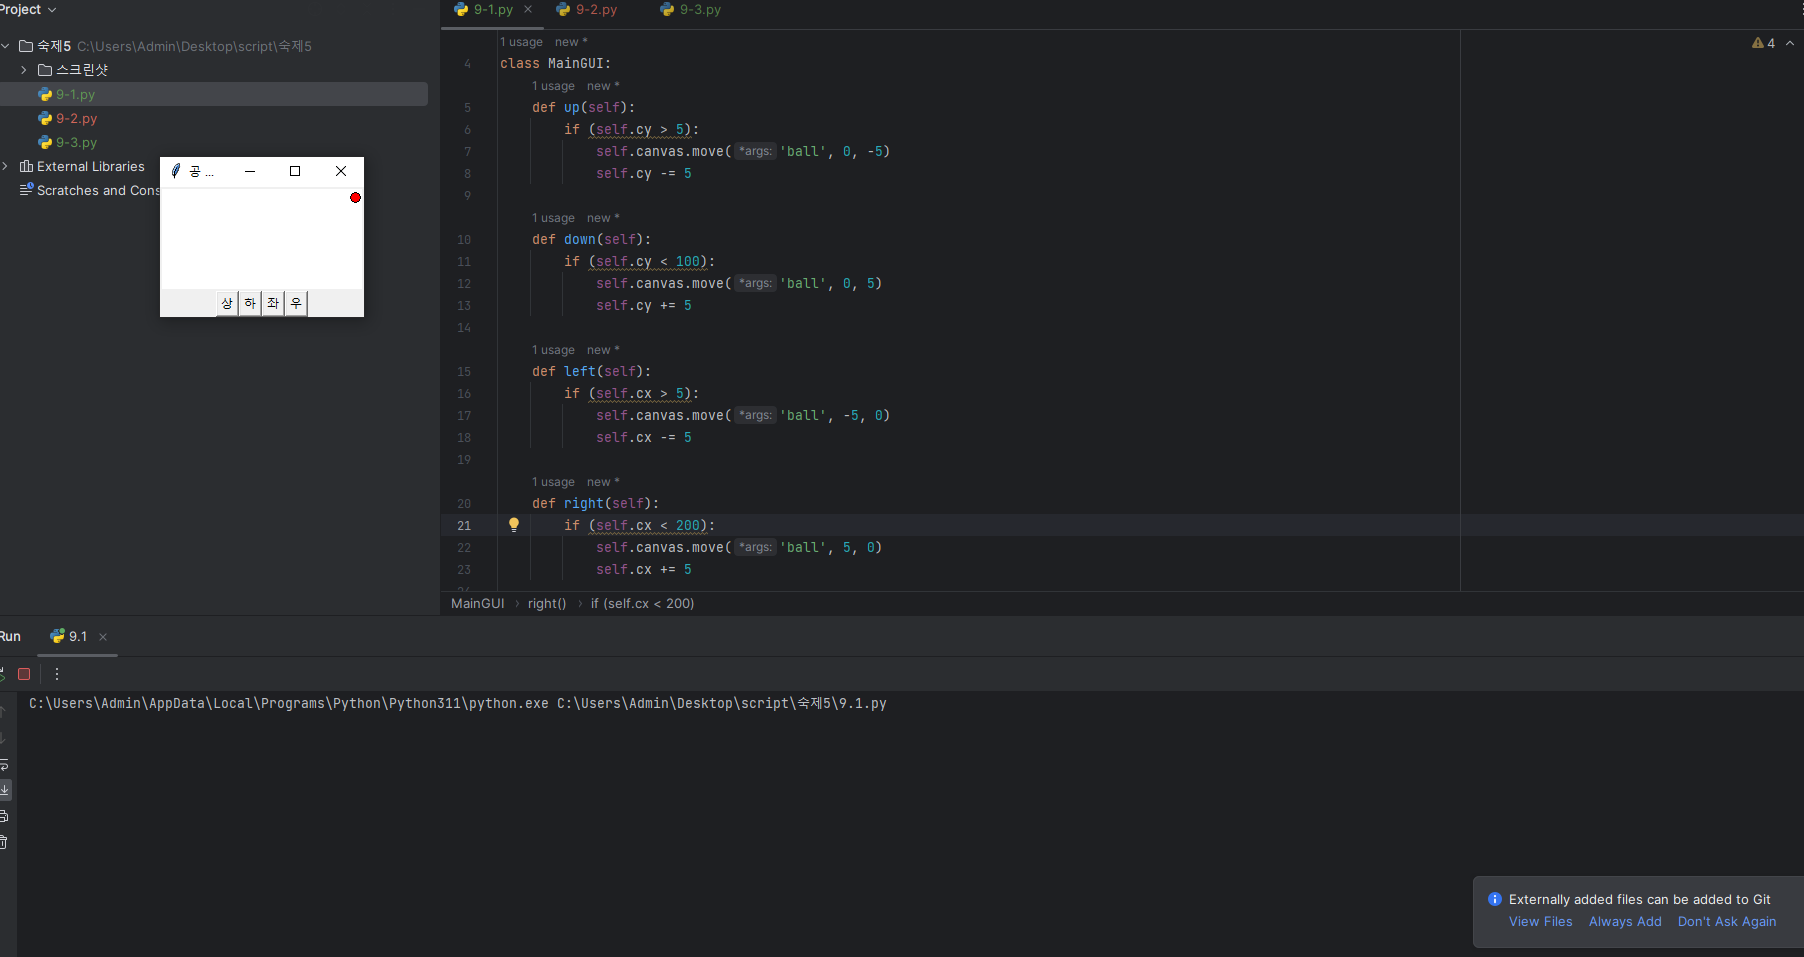 Project
9-1.py
9-2.py
9-3.py
숙제5 C:\Users\Admin\Desktop\script\숙제5
스크린샷
9-1.py
9-2.py
9-3.py
External Libraries
Scratches and Cons
공 ...
상 하 좌 우
1 usage new *
4 class MainGUI:
1 usage new *
5 def up(self):
6 if (self.cy > 5):
7 self.canvas.move( *args: 'ball', 0, -5)
8 self.cy -= 5
9
1 usage new *
10 def down(self):
11 if (self.cy < 100):
12 self.canvas.move( *args: 'ball', 0, 5)
13 self.cy += 5
14
1 usage new *
15 def left(self):
16 if (self.cx > 5):
17 self.canvas.move( *args: 'ball', -5, 0)
18 self.cx -= 5
19
1 usage new *
20 def right(self):
21 if (self.cx < 200):
22 self.canvas.move( *args: 'ball', 5, 0)
23 self.cx += 5
4
MainGUI › right() › if (self.cx < 200)
Run 9.1
C:\Users\Admin\AppData\Local\Programs\Python\Python311\python.exe C:\Users\Admin\Desktop\script\숙제5\9.1.py
Externally added files can be added to Git
View Files Always Add Don't Ask Again